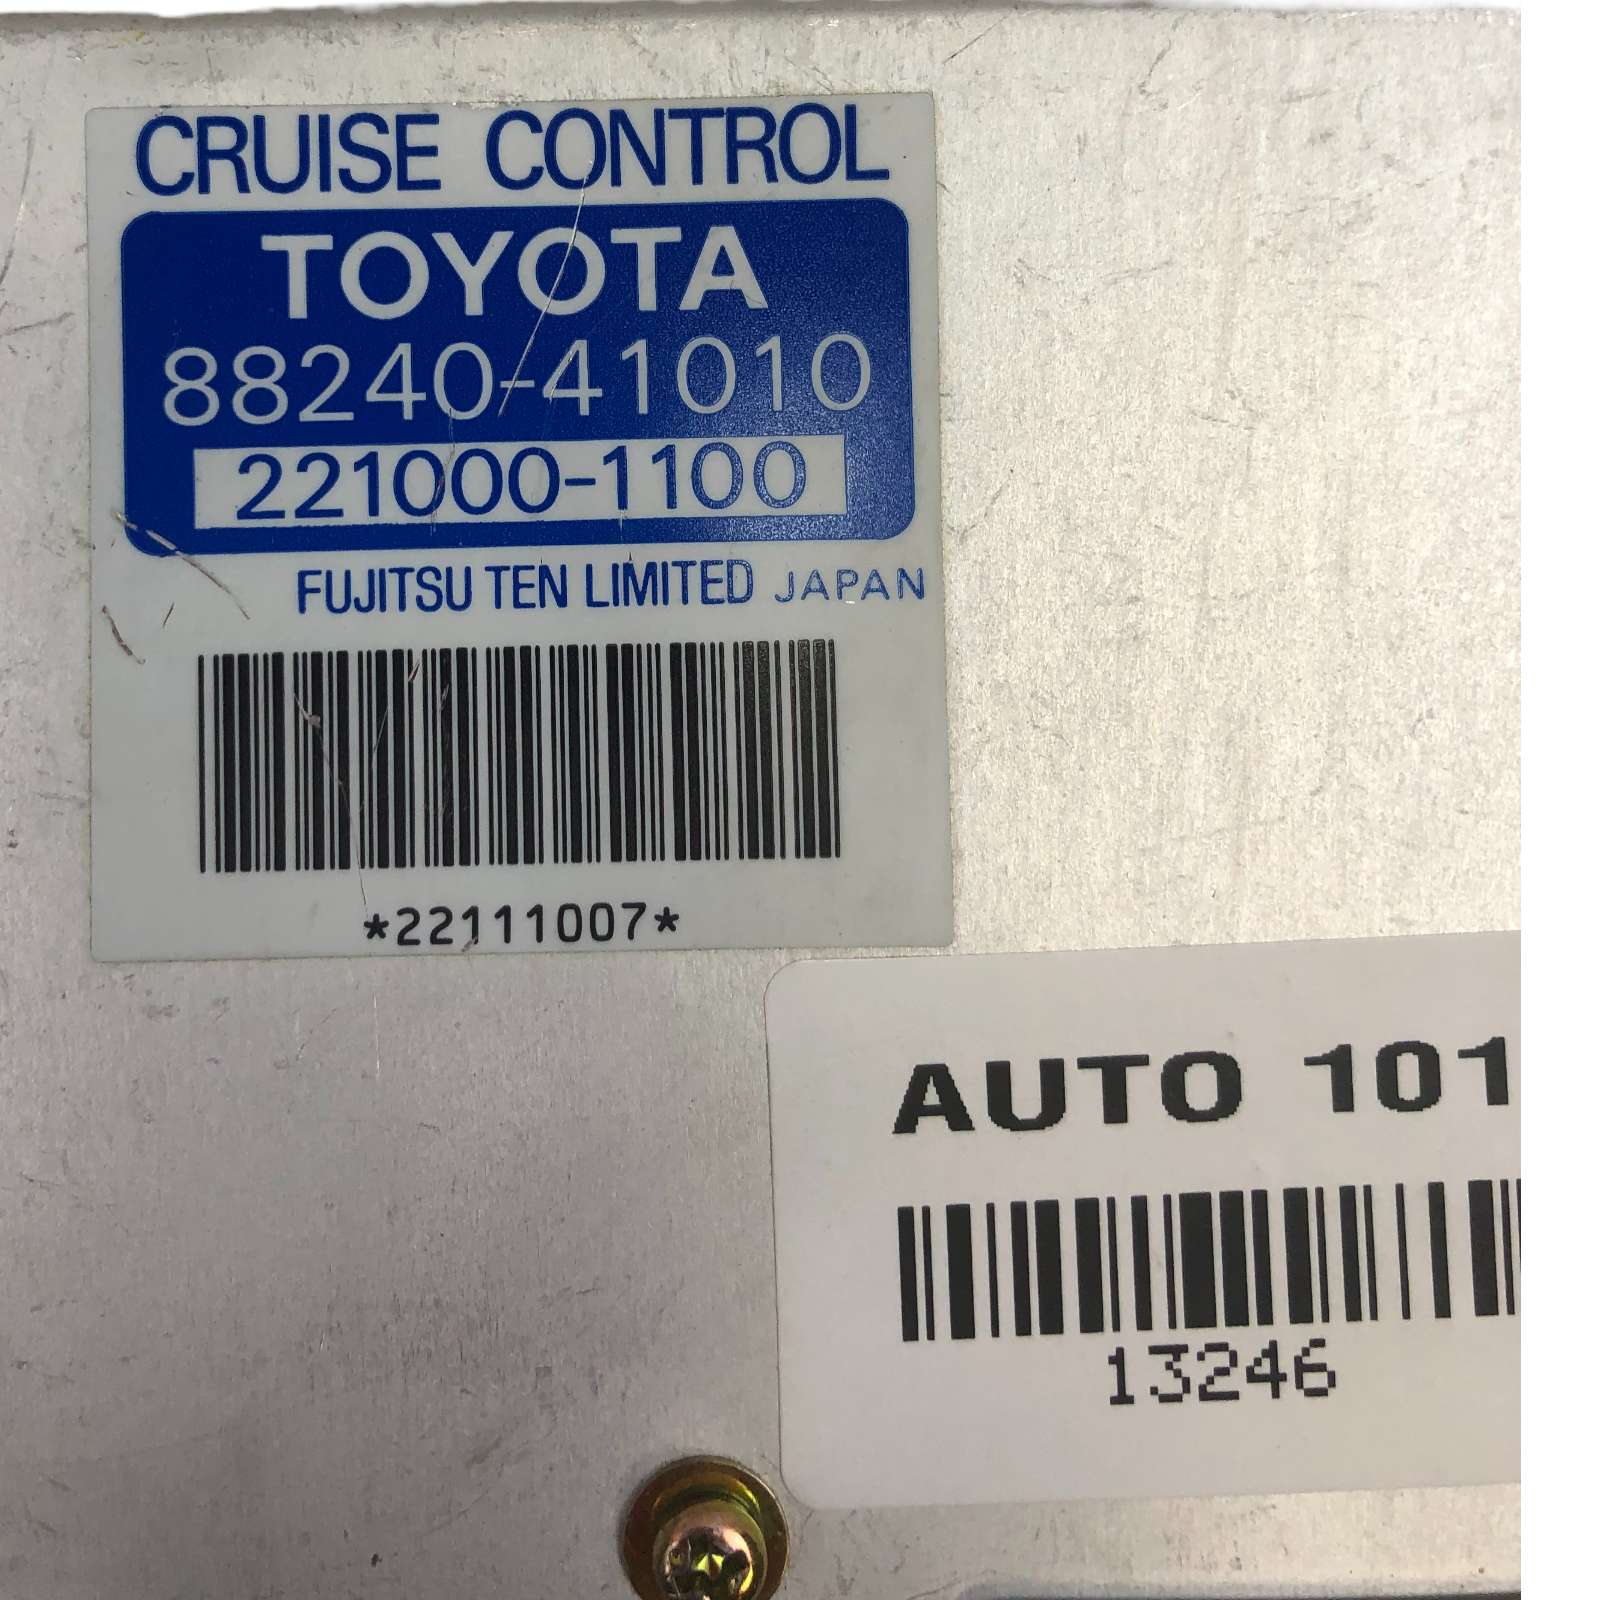 CRUISE CONTROL
TOYOTA
88240-41010
221000-1100
FUJITSU TEN LIMITED JAPAN
*22111007*
AUTO 101
13246